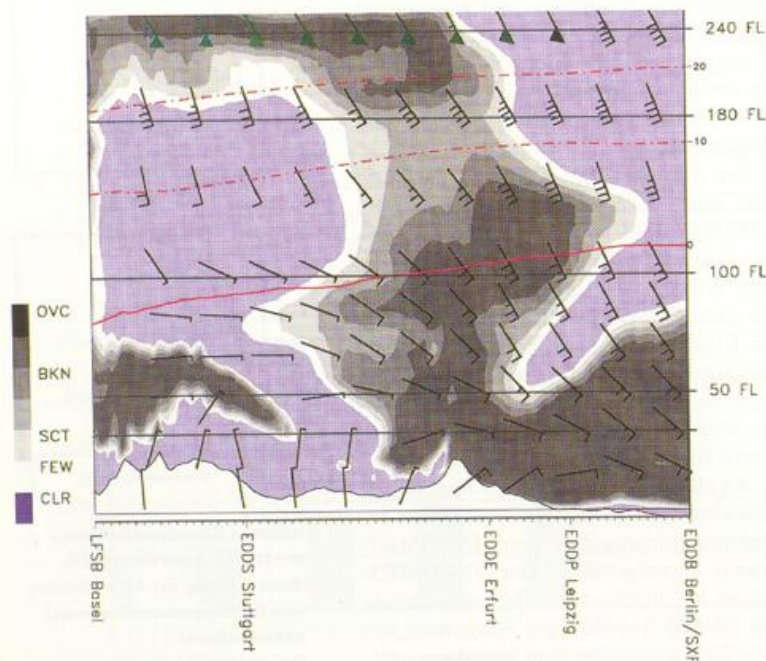 240 FL
20
180 FL
10
0
100 FL
50 FL
OVC
BKN
SCT
FEW
CLR
LFSB Basel
EDDS Stuttgart
EDDE Erfurt
EDDP Leipzig
EDDB Berlin/SXF